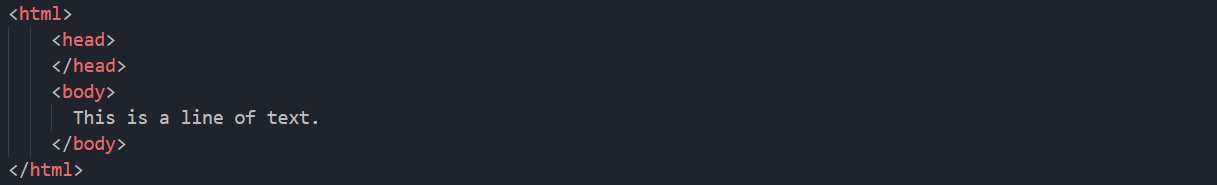 <html>
    <head>
    </head>
    <body>
      This is a line of text.
    </body>
</html>